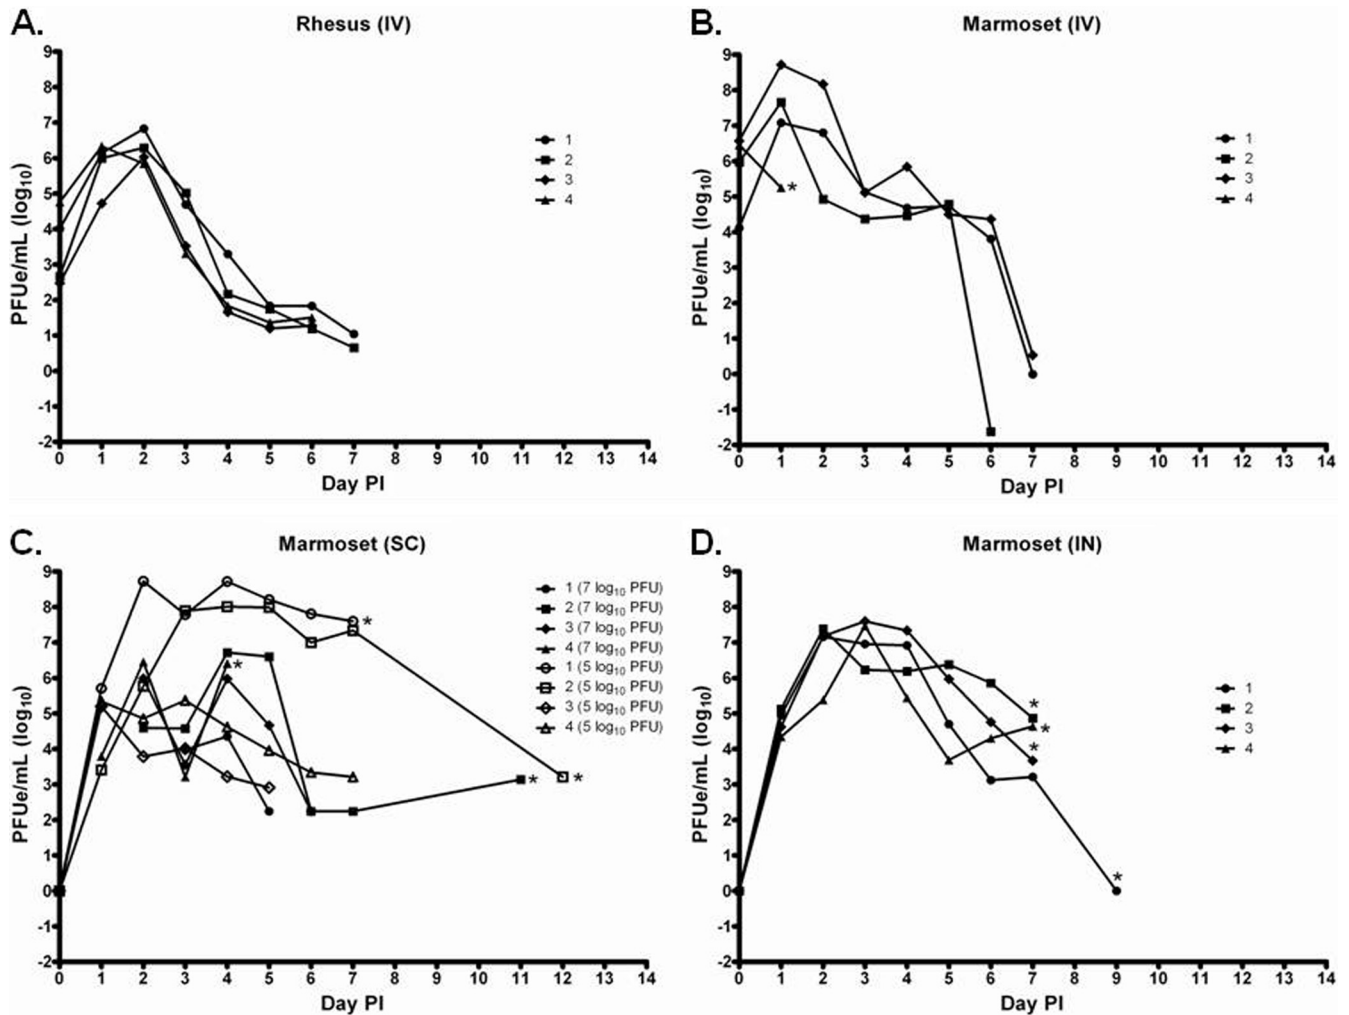 A.
Rhesus (IV)
PFUe/mL (log10)
9
8
7
6
5
4
3
2
1
0
-1
-2
0 1 2 3 4 5 6 7 8 9 10 11 12 13 14
Day PI
1
2
3
4
B.
Marmoset (IV)
PFUe/mL (log10)
9
8
7
6
5
4
3
2
1
0
-1
-2
*
0 1 2 3 4 5 6 7 8 9 10 11 12 13 14
Day PI
1
2
3
4
C.
Marmoset (SC)
PFUe/mL (log10)
9
8
7
6
5
4
3
2
1
0
-1
-2
*
*
*
*
0 1 2 3 4 5 6 7 8 9 10 11 12 13 14
Day PI
1 (7 log10 PFU)
2 (7 log10 PFU)
3 (7 log10 PFU)
4 (7 log10 PFU)
1 (5 log10 PFU)
2 (5 log10 PFU)
3 (5 log10 PFU)
4 (5 log10 PFU)
D.
Marmoset (IN)
PFUe/mL (log10)
9
8
7
6
5
4
3
2
1
0
-1
-2
*
*
*
*
0 1 2 3 4 5 6 7 8 9 10 11 12 13 14
Day PI
1
2
3
4